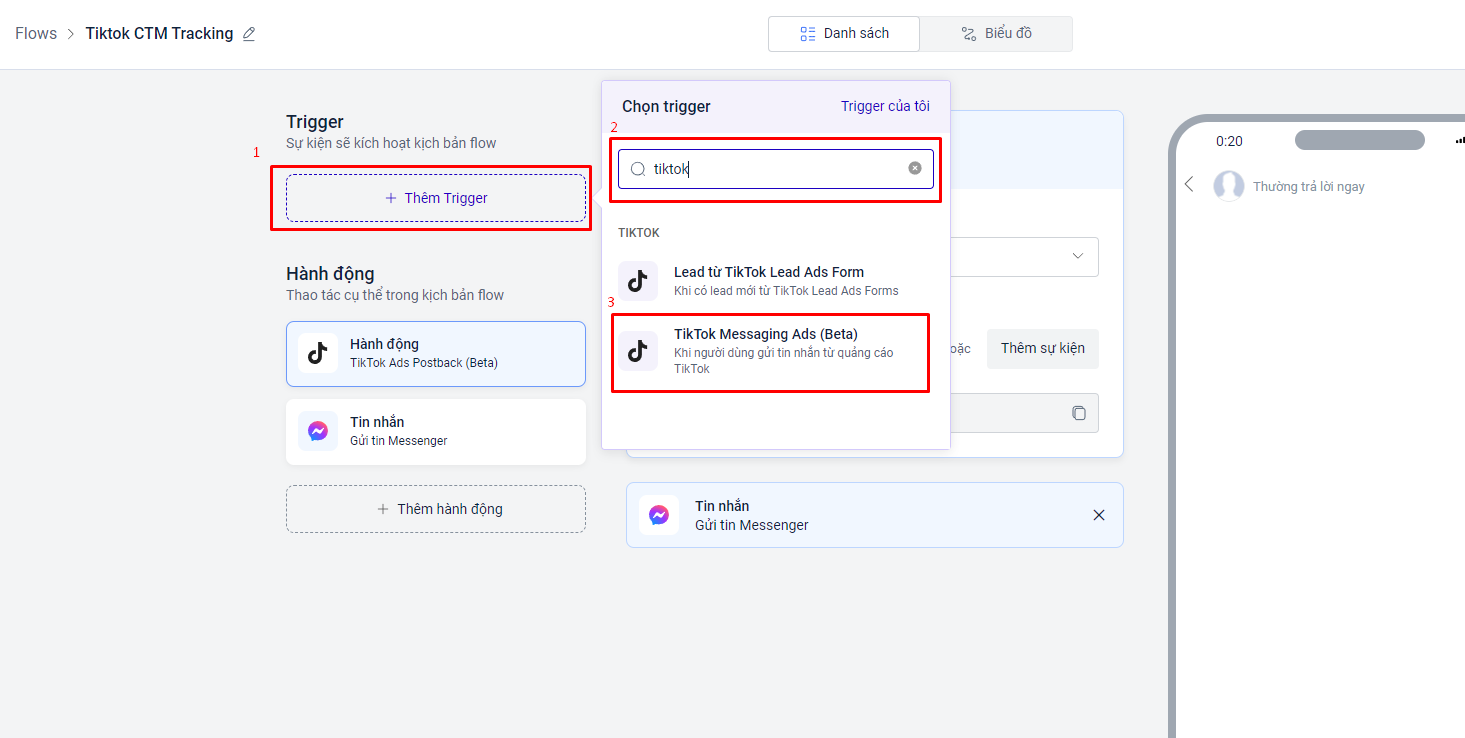 Flows > Tiktok CTM Tracking
Danh sách
Biểu đồ
Trigger
Sự kiện sẽ kích hoạt kịch bản flow
1
+ Thêm Trigger
Hành động
Thao tác cụ thể trong kịch bản flow
Hành động
TikTok Ads Postback (Beta)
Tin nhắn
Gửi tin Messenger
+ Thêm hành động
Chọn trigger
Trigger của tôi
2
tiktok
TIKTOK
Lead từ TikTok Lead Ads Form
Khi có lead mới từ TikTok Lead Ads Forms
3
TikTok Messaging Ads (Beta)
Khi người dùng gửi tin nhắn từ quảng cáo
TikTok
oặc
Thêm sự kiện
Tin nhắn
Gửi tin Messenger
0:20
Thường trả lời ngay